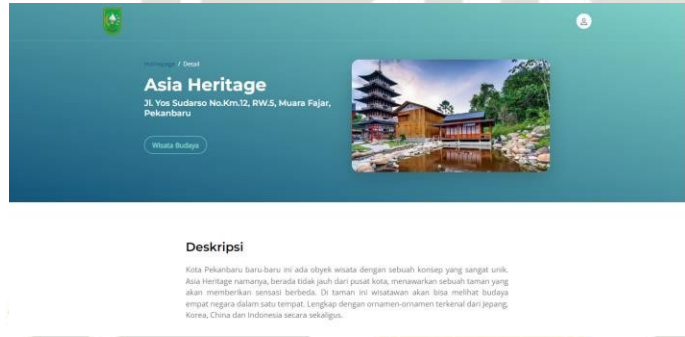 Homepage / Detail
Asia Heritage
Jl. Yos Sudarso No.Km.12, RW.5, Muara Fajar,
Pekanbaru
Wisata Budaya
Deskripsi
Kota Pekanbaru baru-baru ini ada obyek wisata dengan sebuah konsep yang sangat unik.
Asia Heritage namanya, berada tidak jauh dari pusat kota, menawarkan sebuah taman yang
akan memberikan sensasi berbeda. Di taman ini wisatawan akan bisa melihat budaya
empat negara dalam satu tempat. Lengkap dengan ornamen-ornamen terkenal dari Jepang,
Korea, China dan Indonesia secara sekaligus.